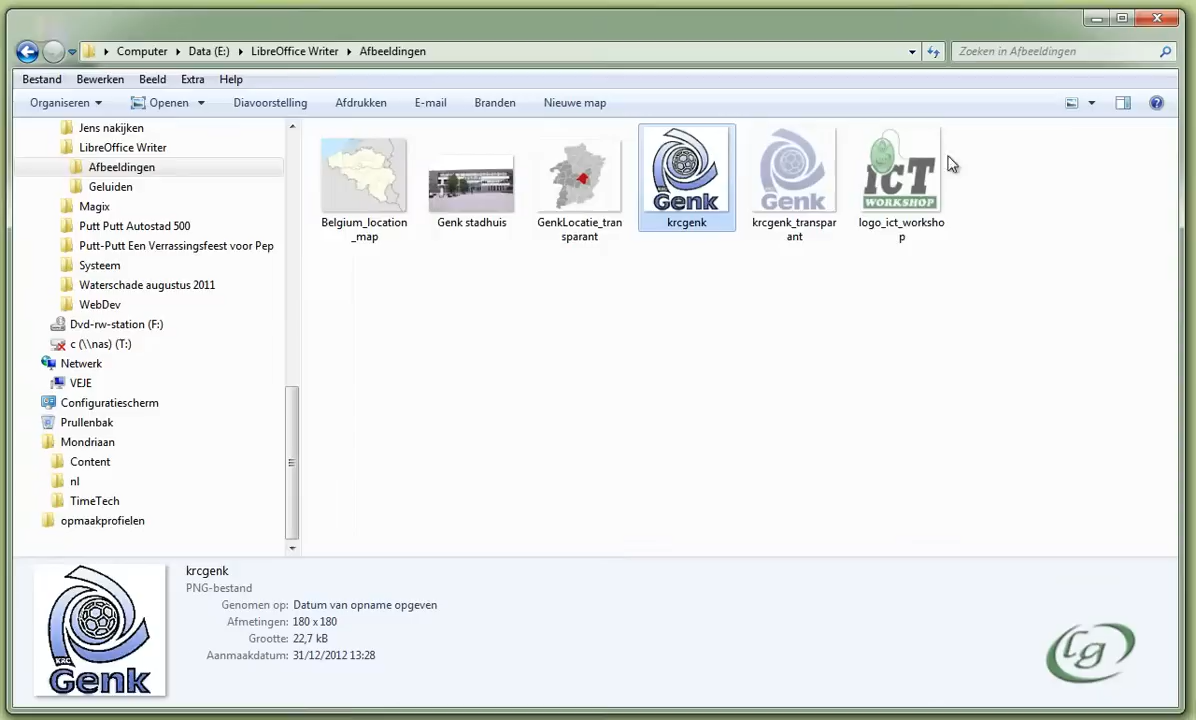 Computer Data (E:) LibreOffice Writer Afbeeldingen
Zoeken in Afbeeldingen
Bestand Bewerken Beeld Extra Help
Organiseren Openen Diavoorstelling Afdrukken E-mail Branden Nieuwe map
Jens nakijken
LibreOffice Writer
Afbeeldingen
Geluiden
Magix
Putt Putt Autostad 500
Putt-Putt Een Verrassingsfeest voor Pep
Systeem
Waterschade augustus 2011
WebDev
Dvd-rw-station (F:)
c (\\nas) (T:)
Netwerk
VEJE
Configuratiescherm
Prullenbak
Mondriaan
Content
nl
TimeTech
opmaakprofielen
Genk
Genk
ICT
WORKSHOP
Belgium_location
_map
Genk stadhuis
GenkLocatie_tran
sparant
krcgenk
krcgenk_transpar
ant
logo_ict_worksho
p
KRC
Genk
krcgenk
PNG-bestand
Genomen op: Datum van opname opgeven
Afmetingen: 180 x 180
Grootte: 22,7 kB
Aanmaakdatum: 31/12/2012 13:28
lg